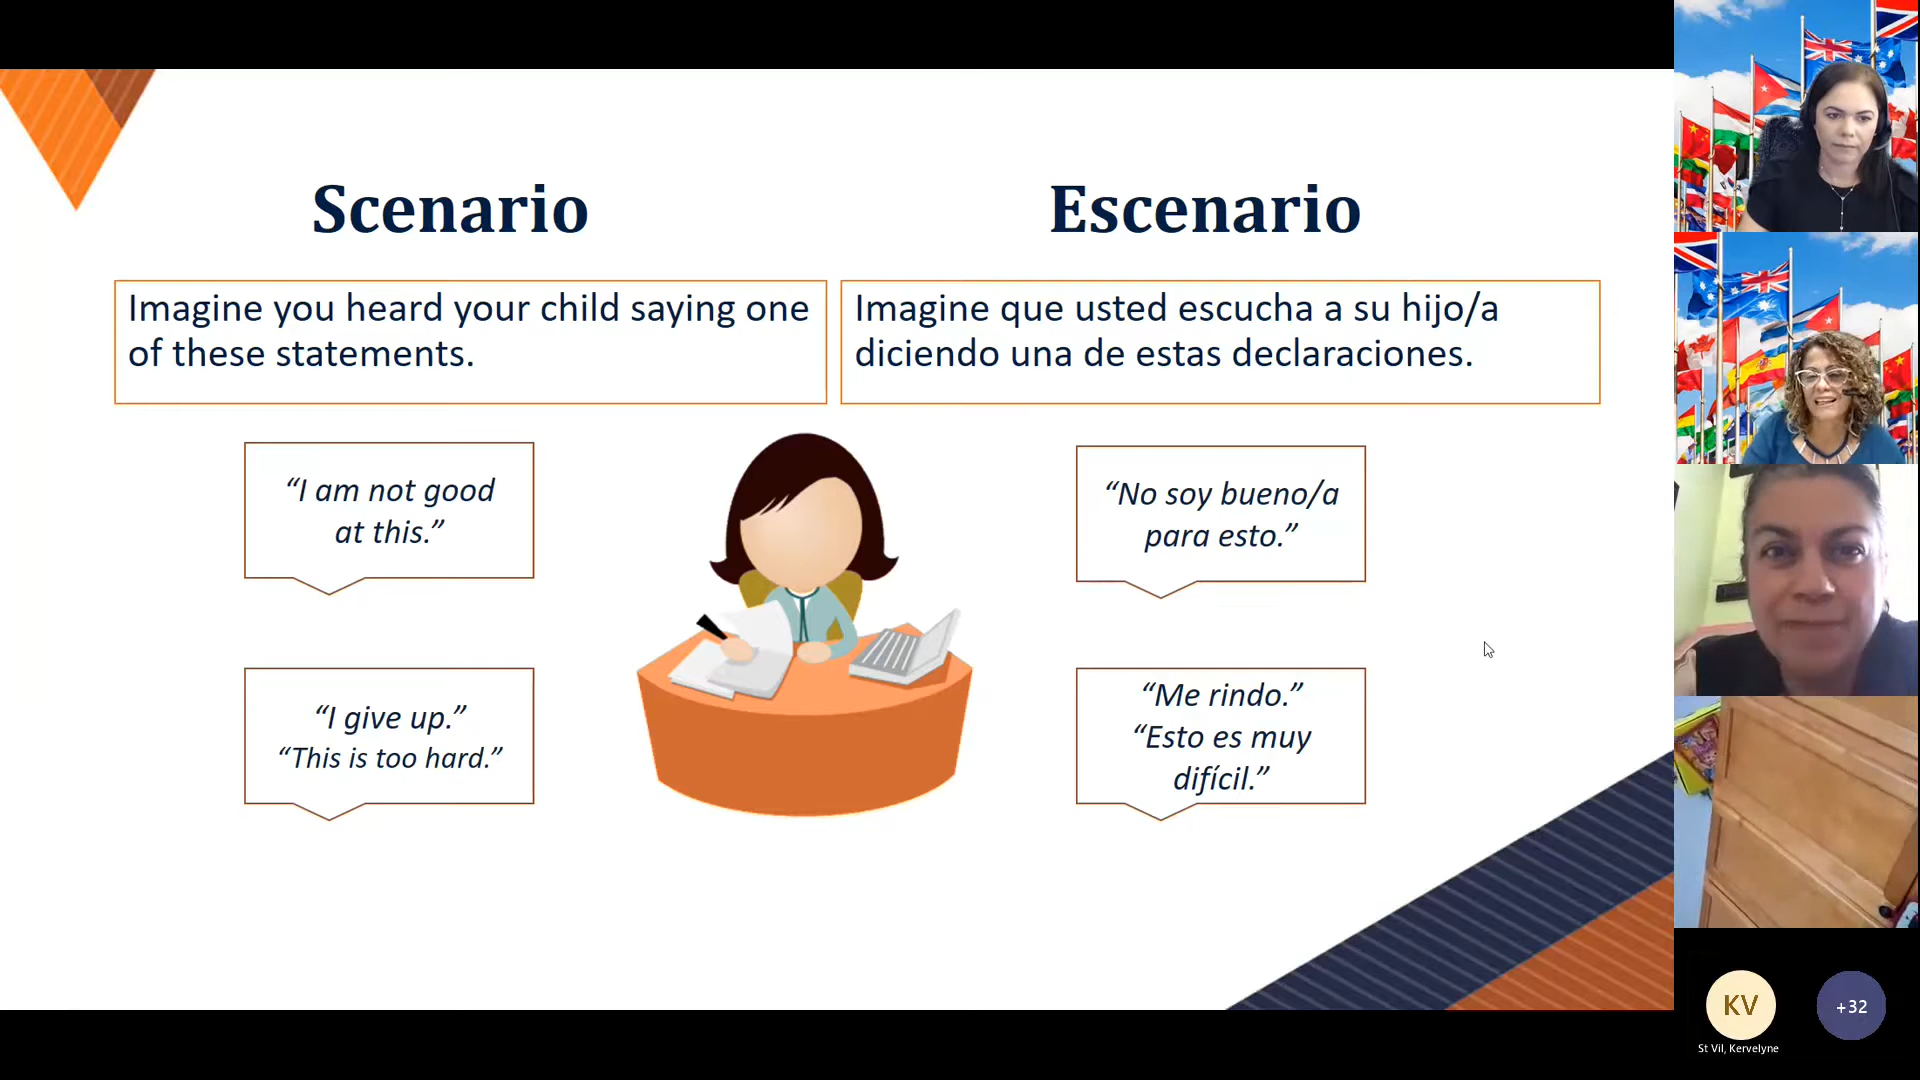 Scenario
Escenario
Imagine you heard your child saying one
of these statements.
Imagine que usted escucha a su hijo/a
diciendo una de estas declaraciones.
“I am not good
at this.”
“No soy bueno/a
para esto.”
“I give up.”
“This is too hard.”
“Me rindo.”
“Esto es muy
difícil.”
KV
+32
St Vil, Kervelyne